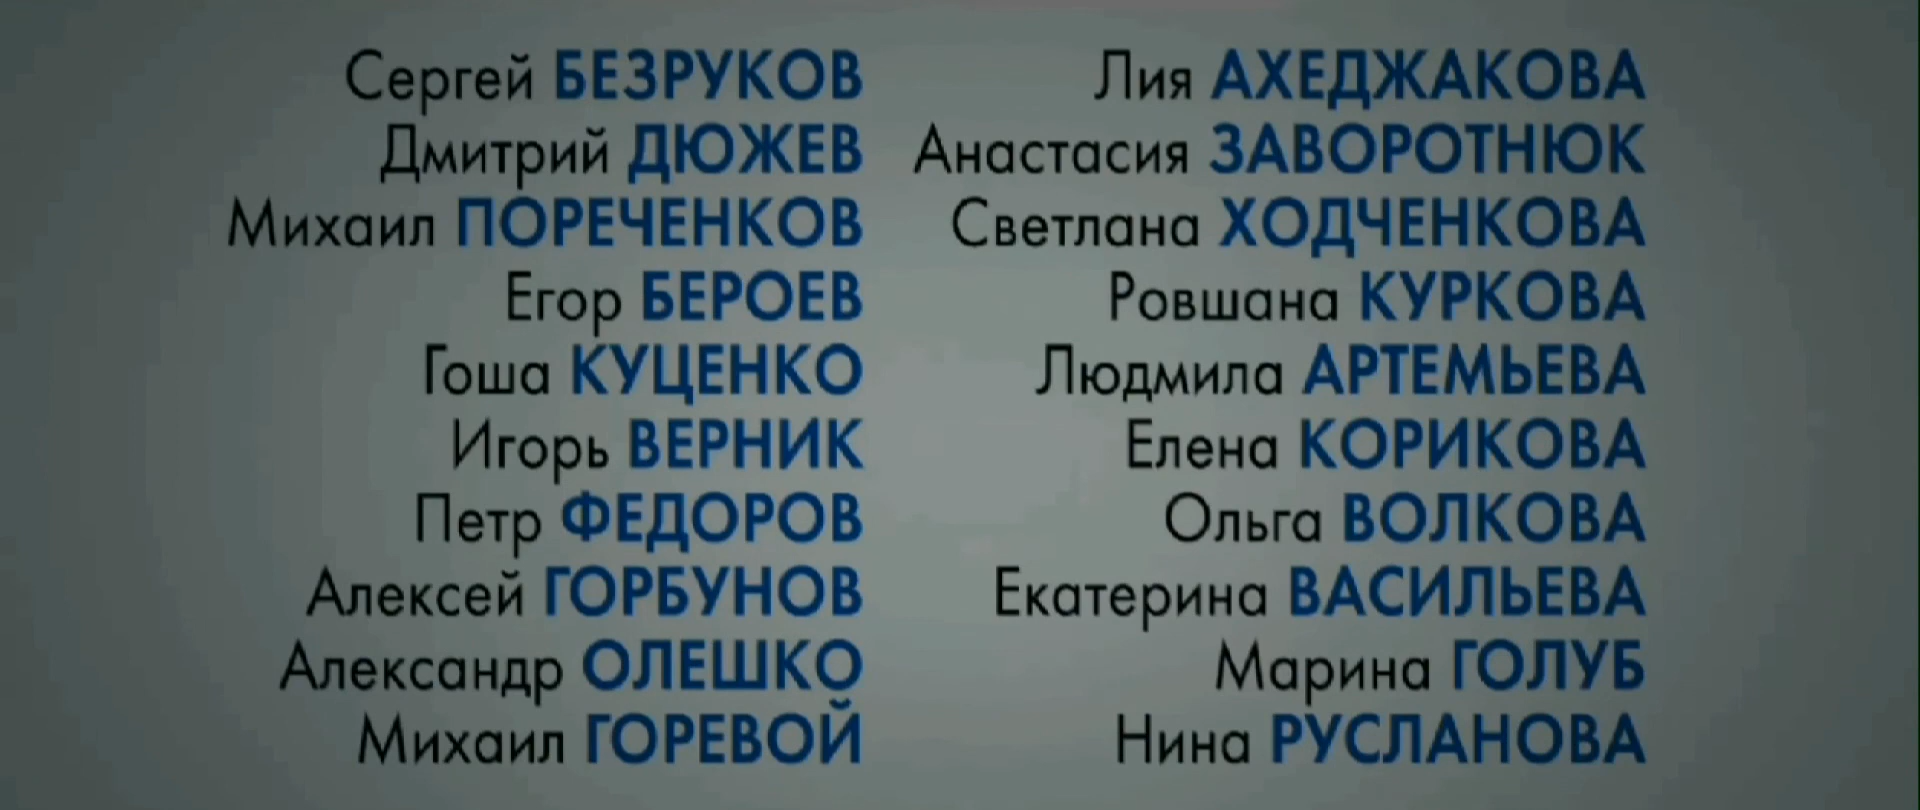 Сергей БЕЗРУКОВ
Дмитрий ДЮЖЕВ
Михаил ПОРЕЧЕНКОВ
Егор БЕРОЕВ
Гоша КУЦЕНКО
Игорь ВЕРНИК
Петр ФЕДОРОВ
Алексей ГОРБУНОВ
Александр ОЛЕШКО
Михаил ГОРЕВОЙ
Лия АХЕДЖАКОВА
Анастасия ЗАВОРОТНЮК
Светлана ХОДЧЕНКОВА
Ровшана КУРКОВА
Людмила АРТЕМЬЕВА
Елена КОРИКОВА
Ольга ВОЛКОВА
Екатерина ВАСИЛЬЕВА
Марина ГОЛУБ
Нина РУСЛАНОВА